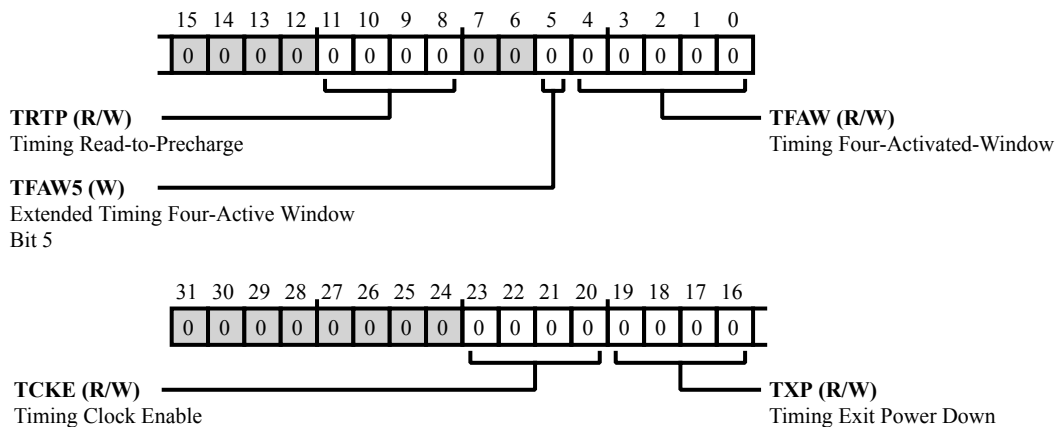 15 14 13 12 11 10 9 8 7 6 5 4 3 2 1 0
0 0 0 0 0 0 0 0 0 0 0 0 0 0 0 0
TRTP (R/W)
Timing Read-to-Precharge
TFAW (R/W)
Timing Four-Activated-Window
TFAW5 (W)
Extended Timing Four-Active Window
Bit 5
31 30 29 28 27 26 25 24 23 22 21 20 19 18 17 16
0 0 0 0 0 0 0 0 0 0 0 0 0 0 0 0
TCKE (R/W)
Timing Clock Enable
TXP (R/W)
Timing Exit Power Down